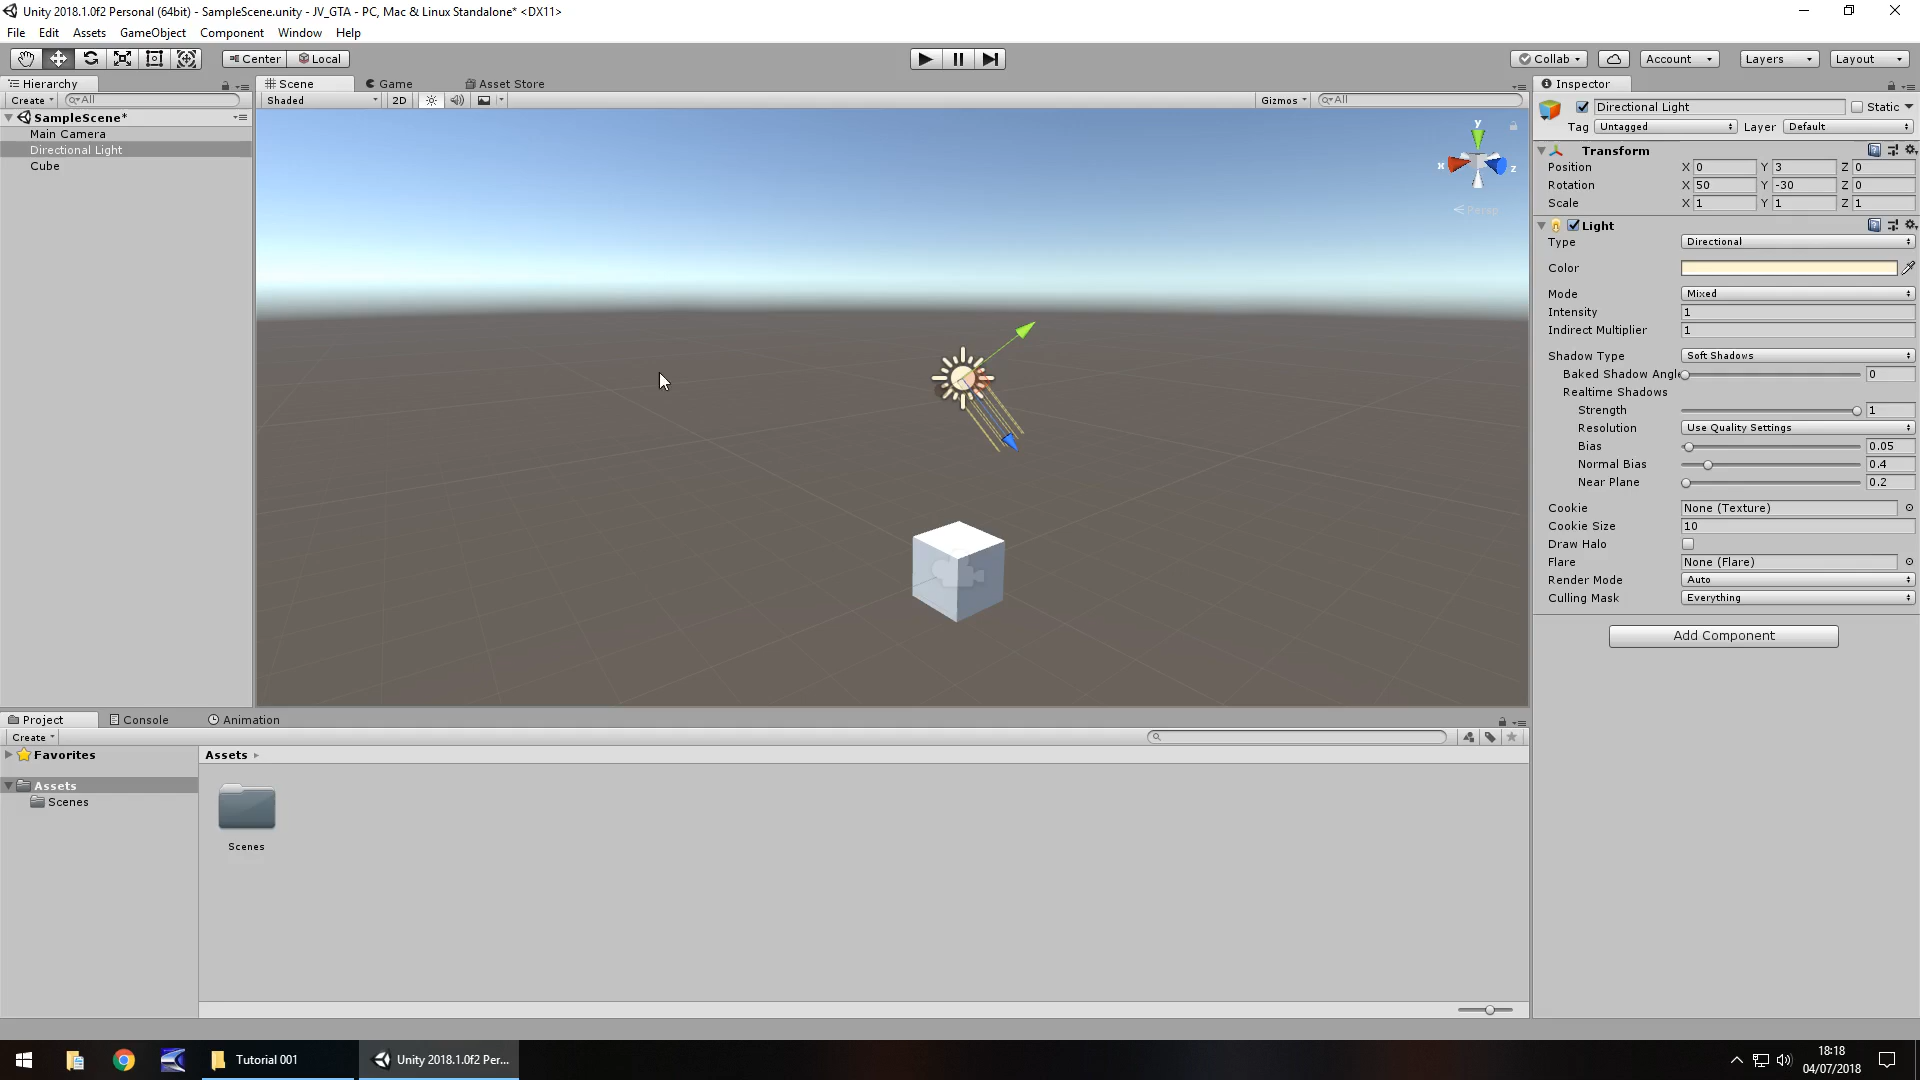 Unity 2018.1.0f2 Personal (64bit) - SampleScene.unity - JV_GTA - PC, Mac & Linux Standalone* <DX11>
File Edit Assets GameObject Component Window Help
Center Local
Collab Account Layers Layout
Hierarchy
Create All
SampleScene*
Main Camera
Directional Light
Cube
Scene Game Asset Store
Shaded 2D Gizmos All
y
x z
Persp
Inspector
Directional Light Static
Tag Untagged Layer Default
Transform
Position X 0 Y 3 Z 0
Rotation X 50 Y -30 Z 0
Scale X 1 Y 1 Z 1
Light
Type Directional
Color
Mode Mixed
Intensity 1
Indirect Multiplier 1
Shadow Type Soft Shadows
Baked Shadow Angle 0
Realtime Shadows
Strength 1
Resolution Use Quality Settings
Bias 0.05
Normal Bias 0.4
Near Plane 0.2
Cookie None (Texture)
Cookie Size 10
Draw Halo
Flare None (Flare)
Render Mode Auto
Culling Mask Everything
Add Component
Project Console Animation
Create
Favorites
Assets
Scenes
Assets
Scenes
Tutorial 001
Unity 2018.1.0f2 Per...
18:18
04/07/2018